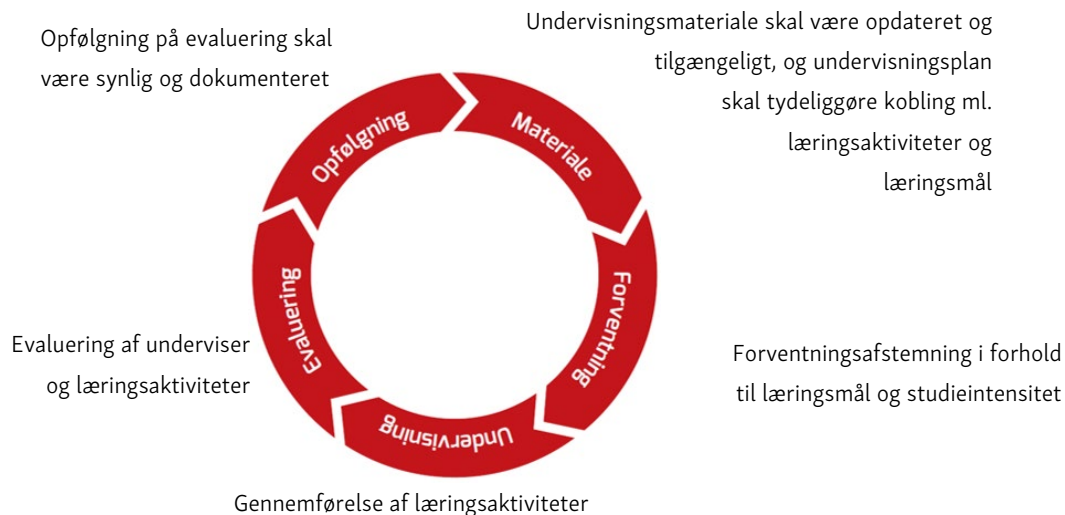 Opfølgning på evaluering skal
være synlig og dokumenteret
Undervisningsmateriale skal være opdateret og
tilgængeligt, og undervisningsplan
skal tydeliggøre kobling ml.
læringsaktiviteter og
læringsmål
Opfølgning
Materiale
Forventning
Undervisning
Evaluering
Evaluering af underviser
og læringsaktiviteter
Forventningsafstemning i forhold
til læringsmål og studieintensitet
Gennemførelse af læringsaktiviteter